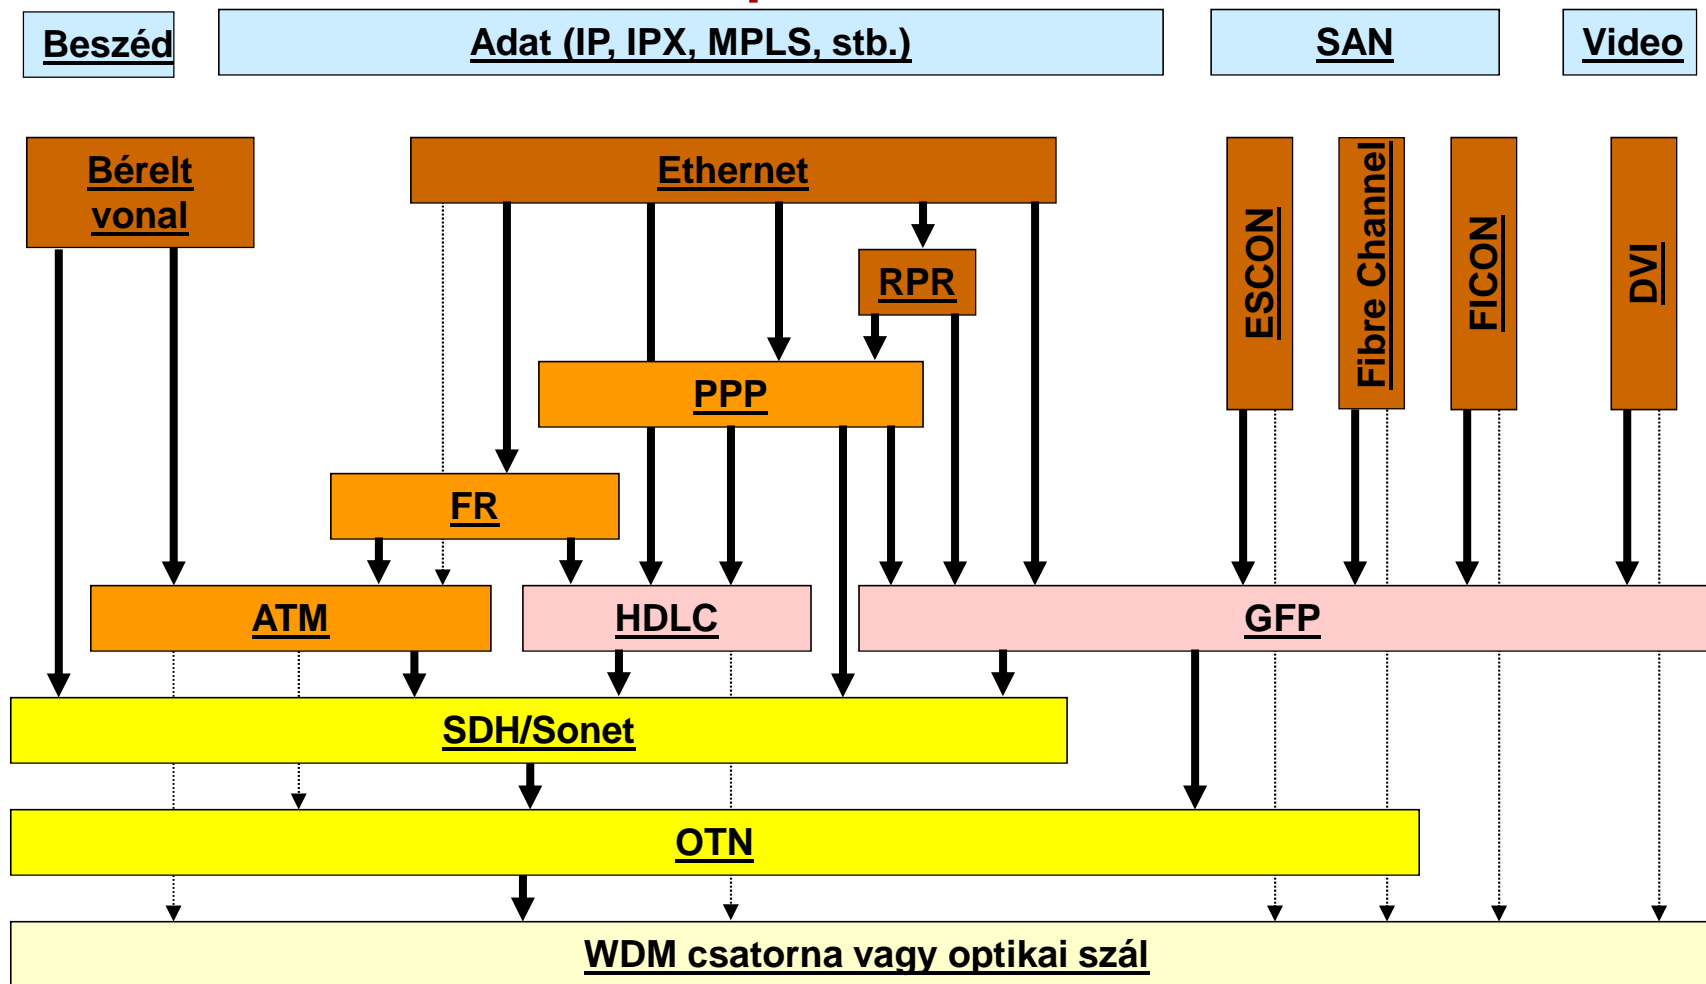 Beszéd
Adat (IP, IPX, MPLS, stb.)
SAN
Video
Bérelt
vonal
Ethernet
RPR
ESCON
Fibre Channel
FICON
DVI
PPP
FR
ATM
HDLC
GFP
SDH/Sonet
OTN
WDM csatorna vagy optikai szál